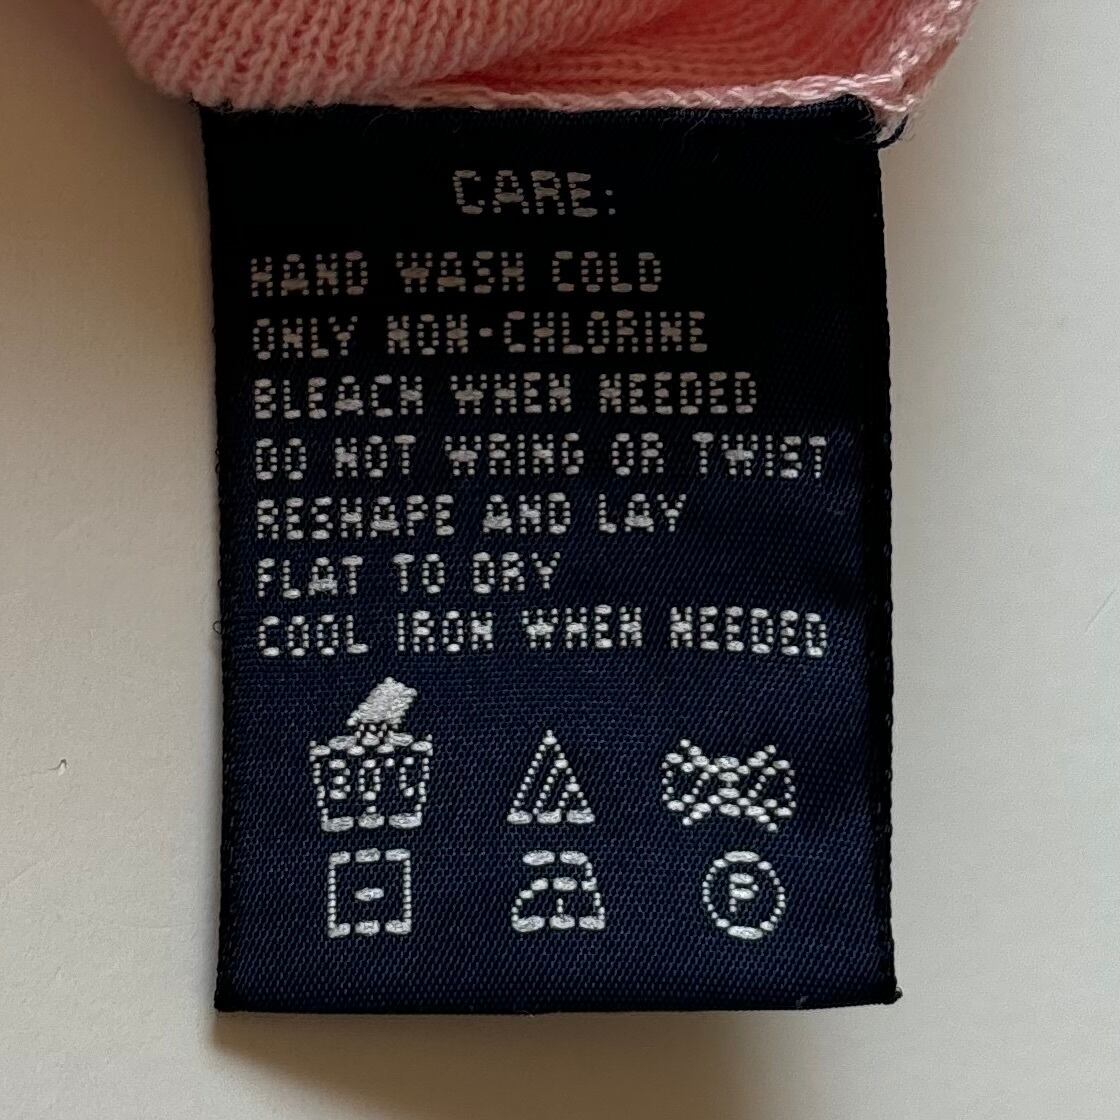 CARE:
HAND WASH COLD
ONLY NON-CHLORINE
BLEACH WHEN NEEDED
DO NOT WRING OR TWIST
RESHAPE AND LAY
FLAT TO DRY
COOL IRON WHEN NEEDED
30°C
P